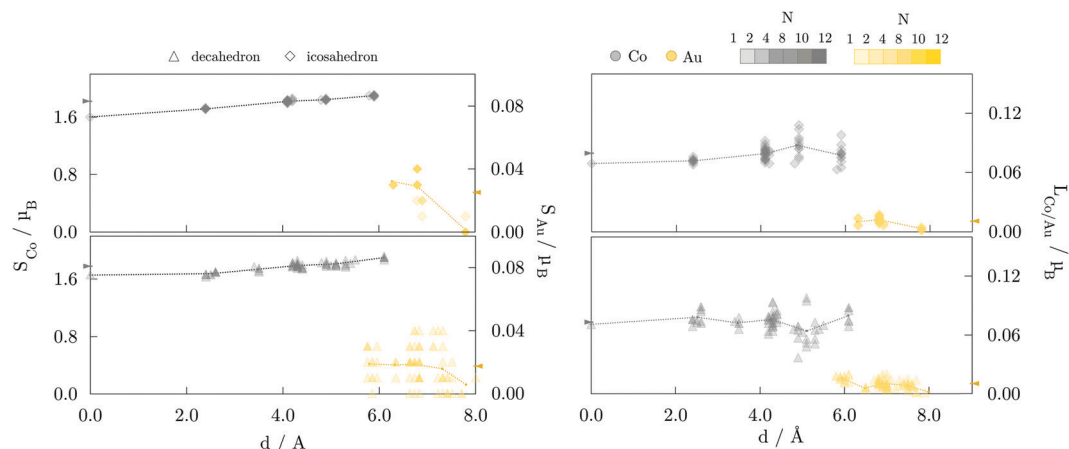 N N
1 2 4 8 10 12 1 2 4 8 10 12
decahedron icosahedron Co Au
1.6 0.08 0.12
0.8 0.04 0.06
0.0 0.00 0.00
S_Co / μ_B S_Au / μ_B L_Co/Au / μ_B
1.6 0.08 0.12
0.8 0.04 0.06
0.0 0.00 0.00
0.0 2.0 4.0 6.0 8.0 0.0 2.0 4.0 6.0 8.0
d / A d / Å